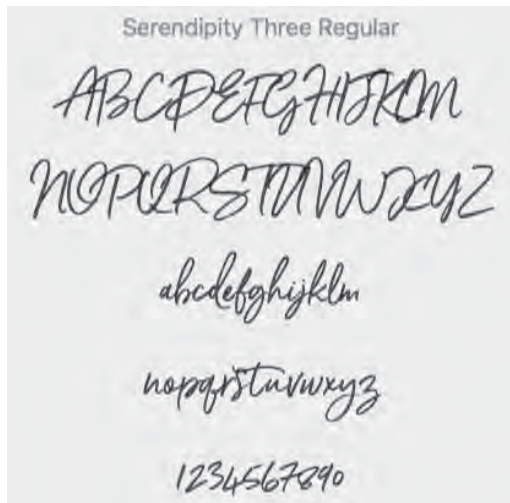 Serendipity Three Regular
ABCDEFGHIJKLM
NOPQRSTUVWXYZ
abcdefghijklm
nopqrstuvwxyz
1234567890